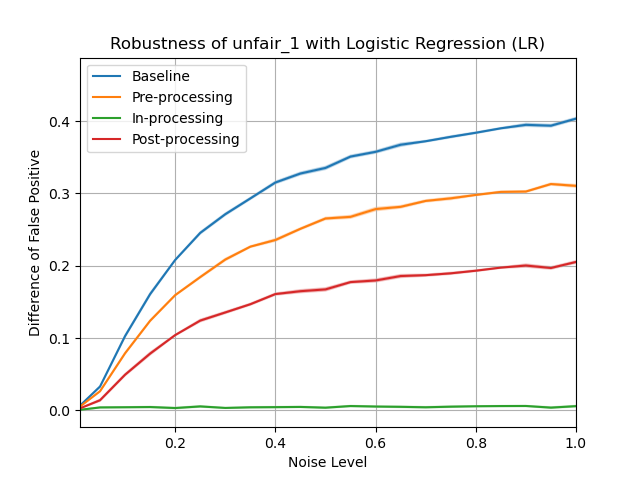 Robustness of unfair_1 with Logistic Regression (LR)
Baseline
Pre-processing
In-processing
Post-processing
Difference of False Positive
0.4
0.3
0.2
0.1
0.0
0.2 0.4 0.6 0.8 1.0
Noise Level